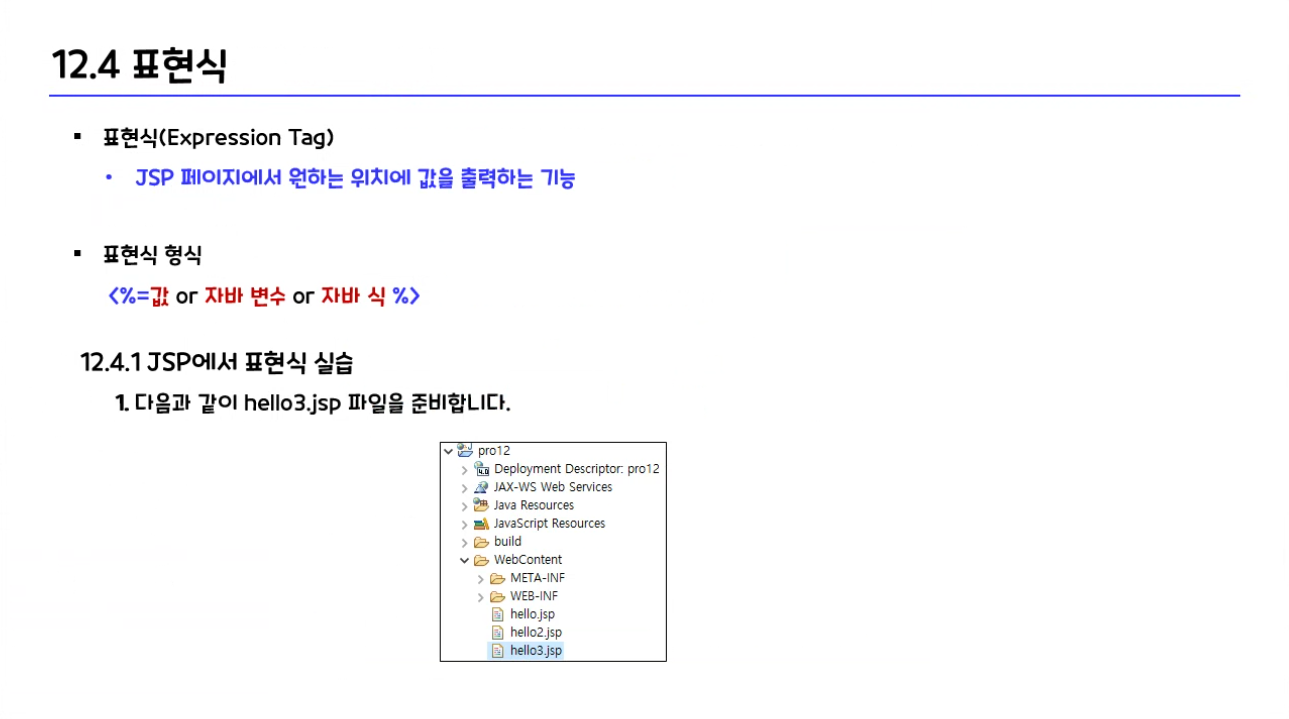 12.4 표현식
▪ 표현식(Expression Tag)
• JSP 페이지에서 원하는 위치에 값을 출력하는 기능
▪ 표현식 형식
<%=값 or 자바 변수 or 자바 식 %>
12.4.1 JSP에서 표현식 실습
1. 다음과 같이 hello3.jsp 파일을 준비합니다.
pro12
Deployment Descriptor: pro12
JAX-WS Web Services
Java Resources
JavaScript Resources
build
WebContent
META-INF
WEB-INF
hello.jsp
hello2.jsp
hello3.jsp